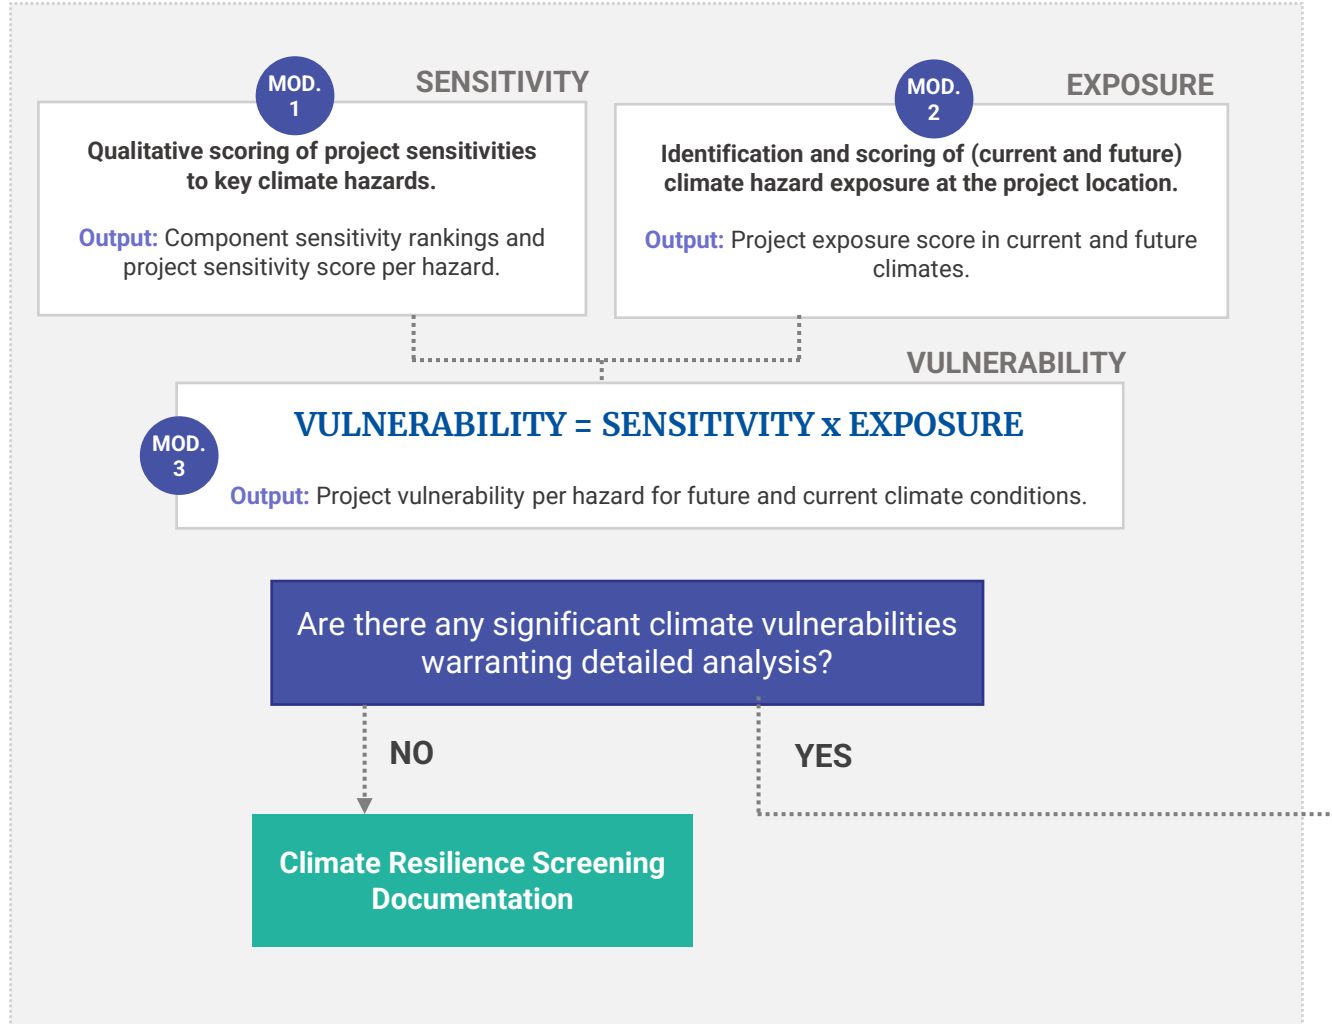 MOD.
1
SENSITIVITY
Qualitative scoring of project sensitivities
to key climate hazards.
Output: Component sensitivity rankings and
project sensitivity score per hazard.
MOD.
2
EXPOSURE
Identification and scoring of (current and future)
climate hazard exposure at the project location.
Output: Project exposure score in current and future
climates.
VULNERABILITY
MOD.
3
VULNERABILITY = SENSITIVITY x EXPOSURE
Output: Project vulnerability per hazard for future and current climate conditions.
Are there any significant climate vulnerabilities
warranting detailed analysis?
NO
YES
Climate Resilience Screening
Documentation